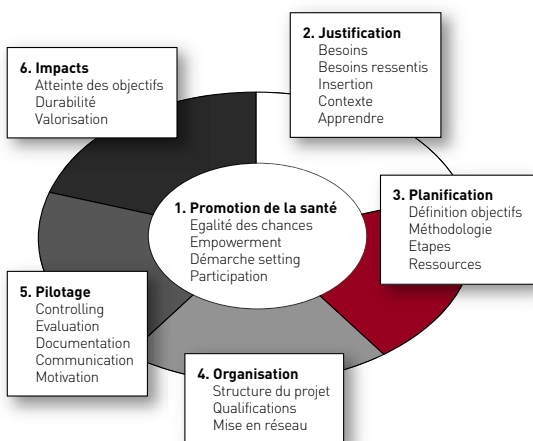 1. Promotion de la santé
Egalité des chances
Empowerment
Démarche setting
Participation
2. Justification
Besoins
Besoins ressentis
Insertion
Contexte
Apprendre
3. Planification
Définition objectifs
Méthodologie
Etapes
Ressources
4. Organisation
Structure du projet
Qualifications
Mise en réseau
5. Pilotage
Controlling
Evaluation
Documentation
Communication
Motivation
6. Impacts
Atteinte des objectifs
Durabilité
Valorisation